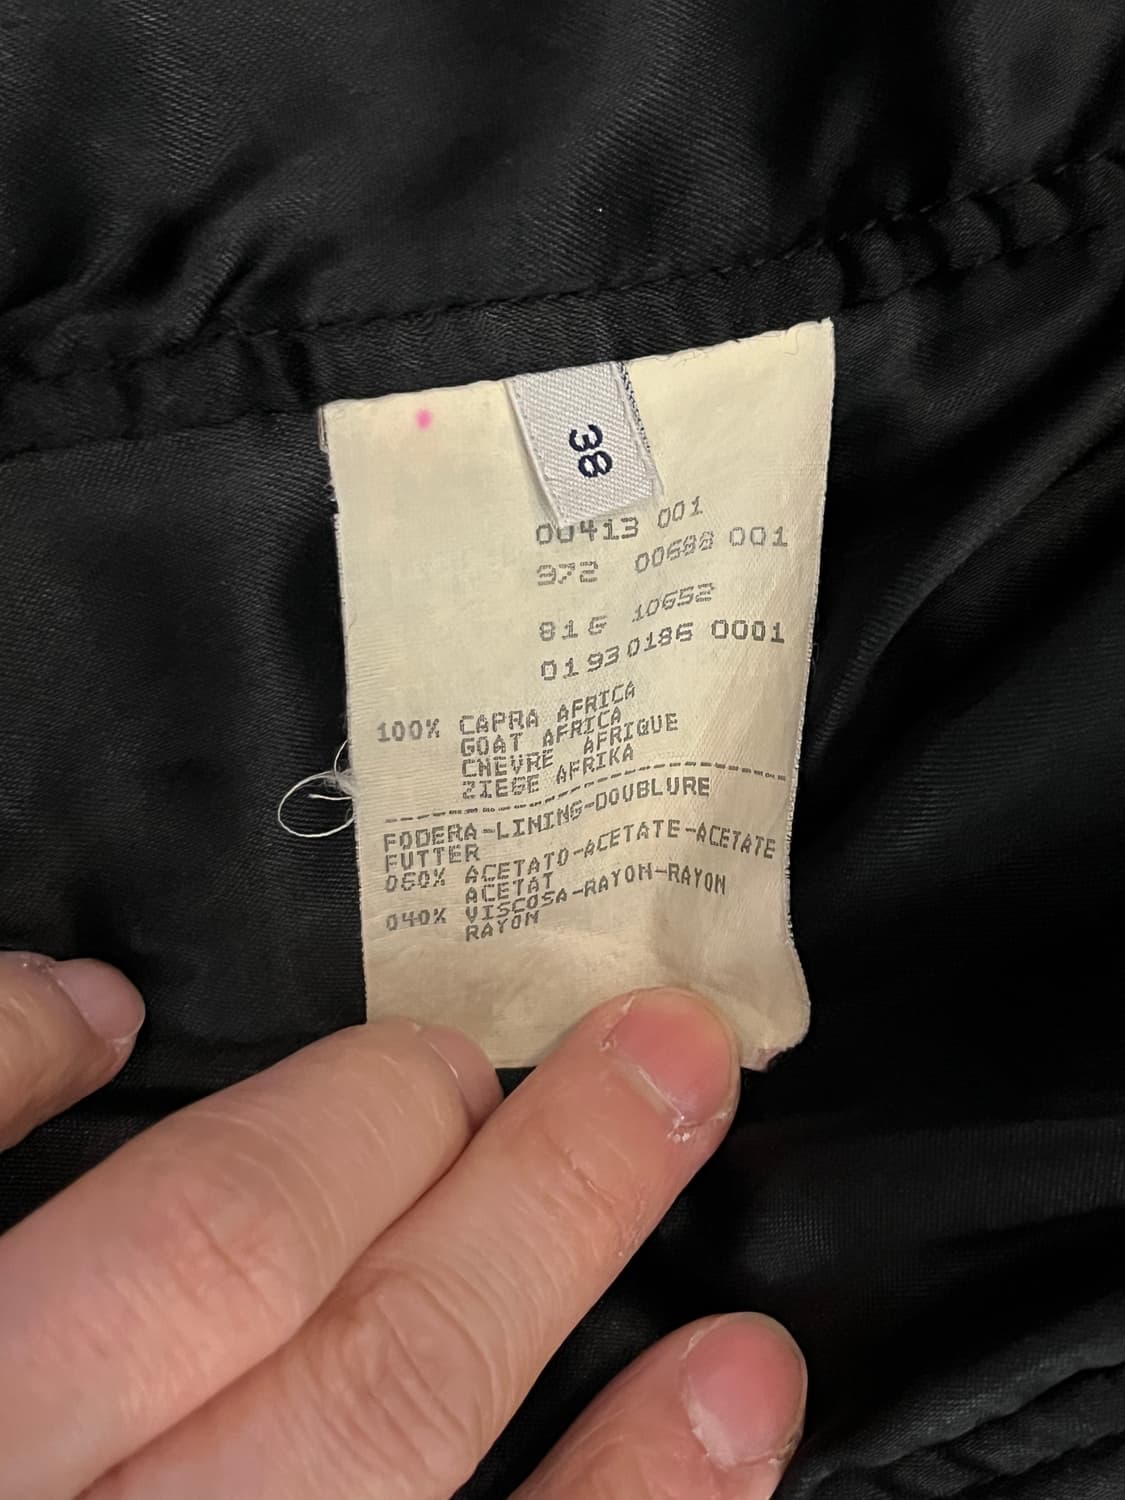 38
00413 001
972 00688 001
816 10652
01930186 0001
100% CAPRA AFRICA
GOAT AFRICA
CHEVRE AFRIQUE
ZIEGE AFRIKA
FODERA-LINING-DOUBLURE
FUTTER
060% ACETATO-ACETATE-ACETATE
ACETAT
040% VISCOSA-RAYON-RAYON
RAYON